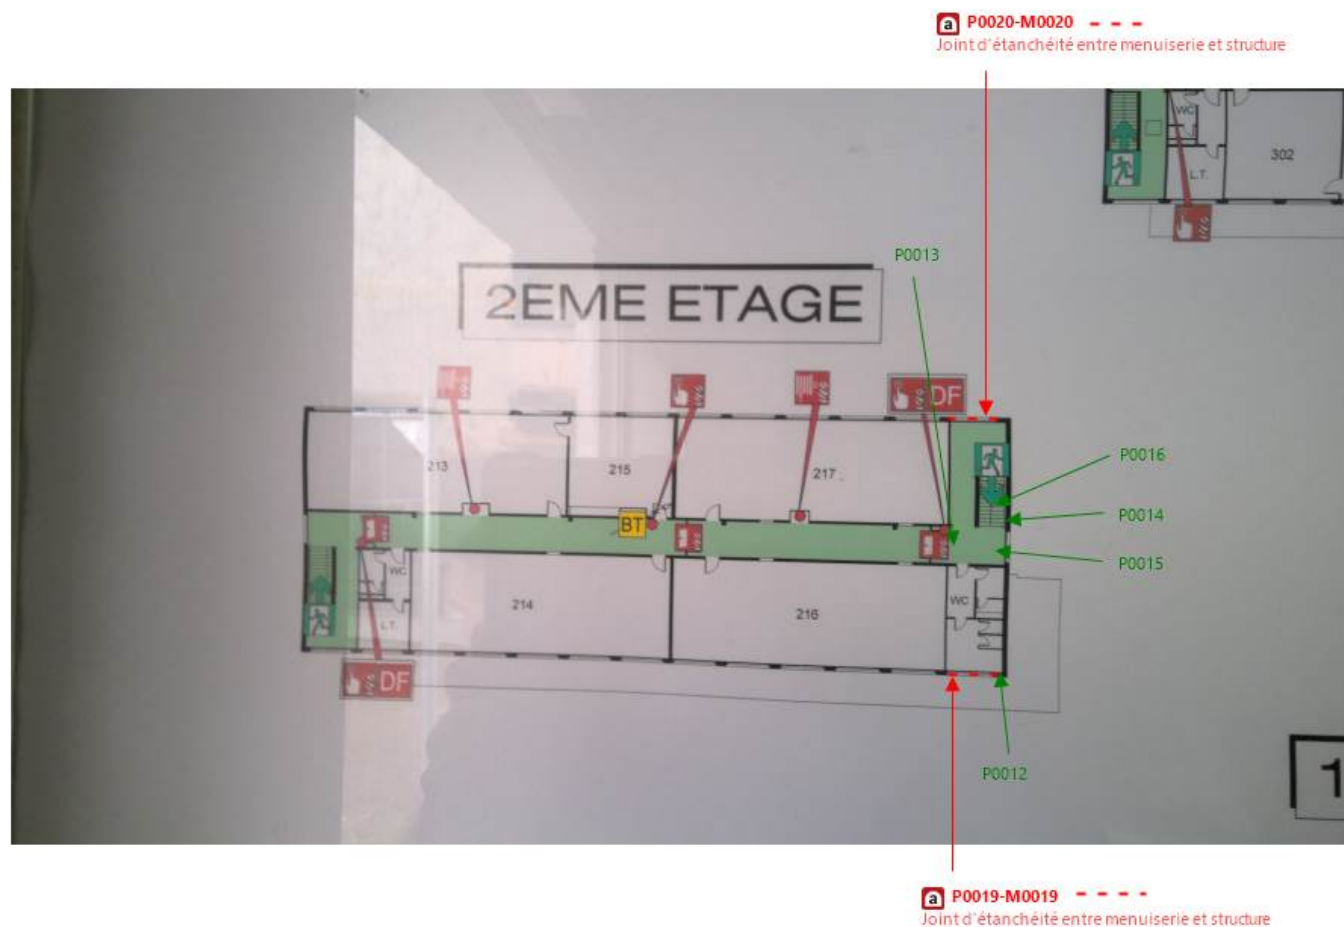 a P0020-M0020
Joint d'étanchéité entre menuiserie et structure
WC
302
L.T.
P0013
2EME ETAGE
DF
213
215
217
P0016
BT
P0014
P0015
WC
214
216
WC
L.T.
DF
P0012
1
a P0019-M0019
Joint d'étanchéité entre menuiserie et structure